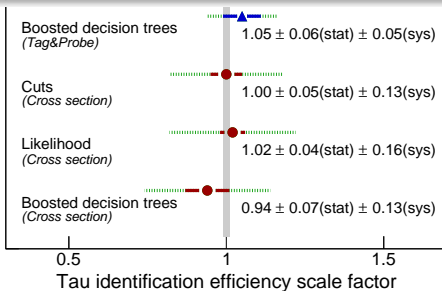 Boosted decision trees
(Tag&Probe)
1.05 ± 0.06(stat) ± 0.05(sys)
Cuts
(Cross section)
1.00 ± 0.05(stat) ± 0.13(sys)
Likelihood
(Cross section)
1.02 ± 0.04(stat) ± 0.16(sys)
Boosted decision trees
(Cross section)
0.94 ± 0.07(stat) ± 0.13(sys)
0.5 1 1.5
Tau identification efficiency scale factor